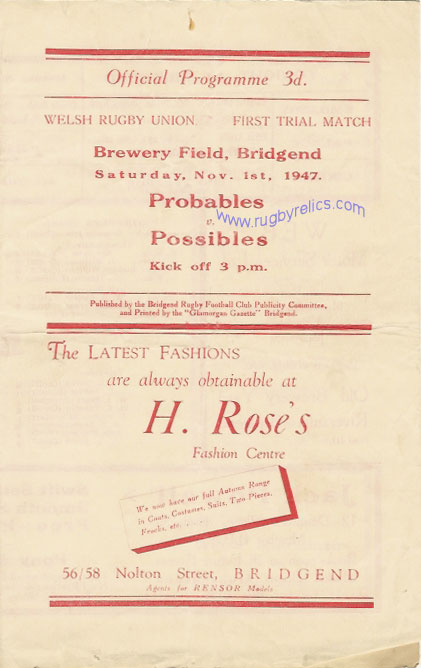 Official Programme 3d.
WELSH RUGBY UNION. FIRST TRIAL MATCH
Brewery Field, Bridgend
Saturday, Nov. 1st, 1947.
Probables
v.
www.rugbyrelics.com
Possibles
Kick off 3 p.m.
Published by the Bridgend Rugby Football Club Publicity Committee,
and Printed by the "Glamorgan Gazette" Bridgend.
The LATEST FASHIONS
are always obtainable at
H. Rose's
Fashion Centre
We now have our full Autumn Range
in Coats, Costumes, Suits, Two Pieces,
Frocks, etc. . . . .
56/58 Nolton Street, BRIDGEND
Agents for RENSOR Models